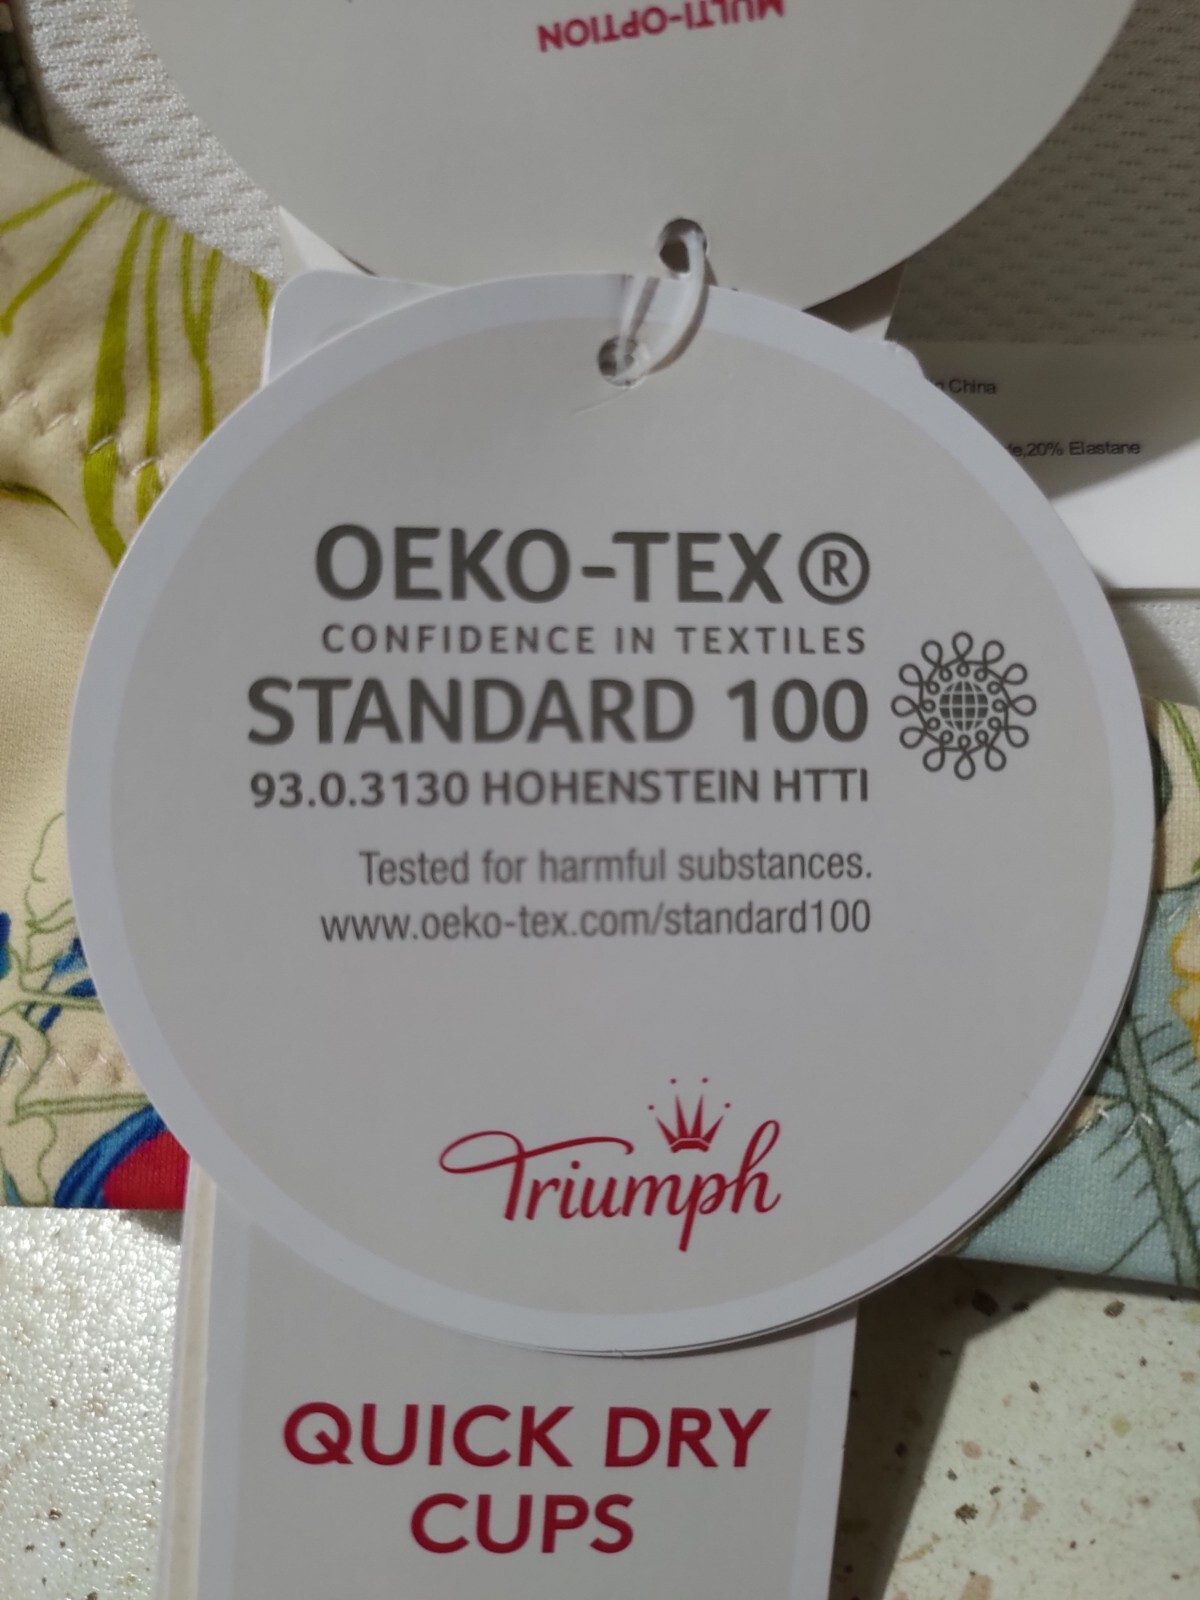 MULTI-OPTION
China
20% Elastane
OEKO-TEX®
CONFIDENCE IN TEXTILES
STANDARD 100
93.0.3130 HOHENSTEIN HTTI
Tested for harmful substances.
www.oeko-tex.com/standard100
Triumph
QUICK DRY
CUPS